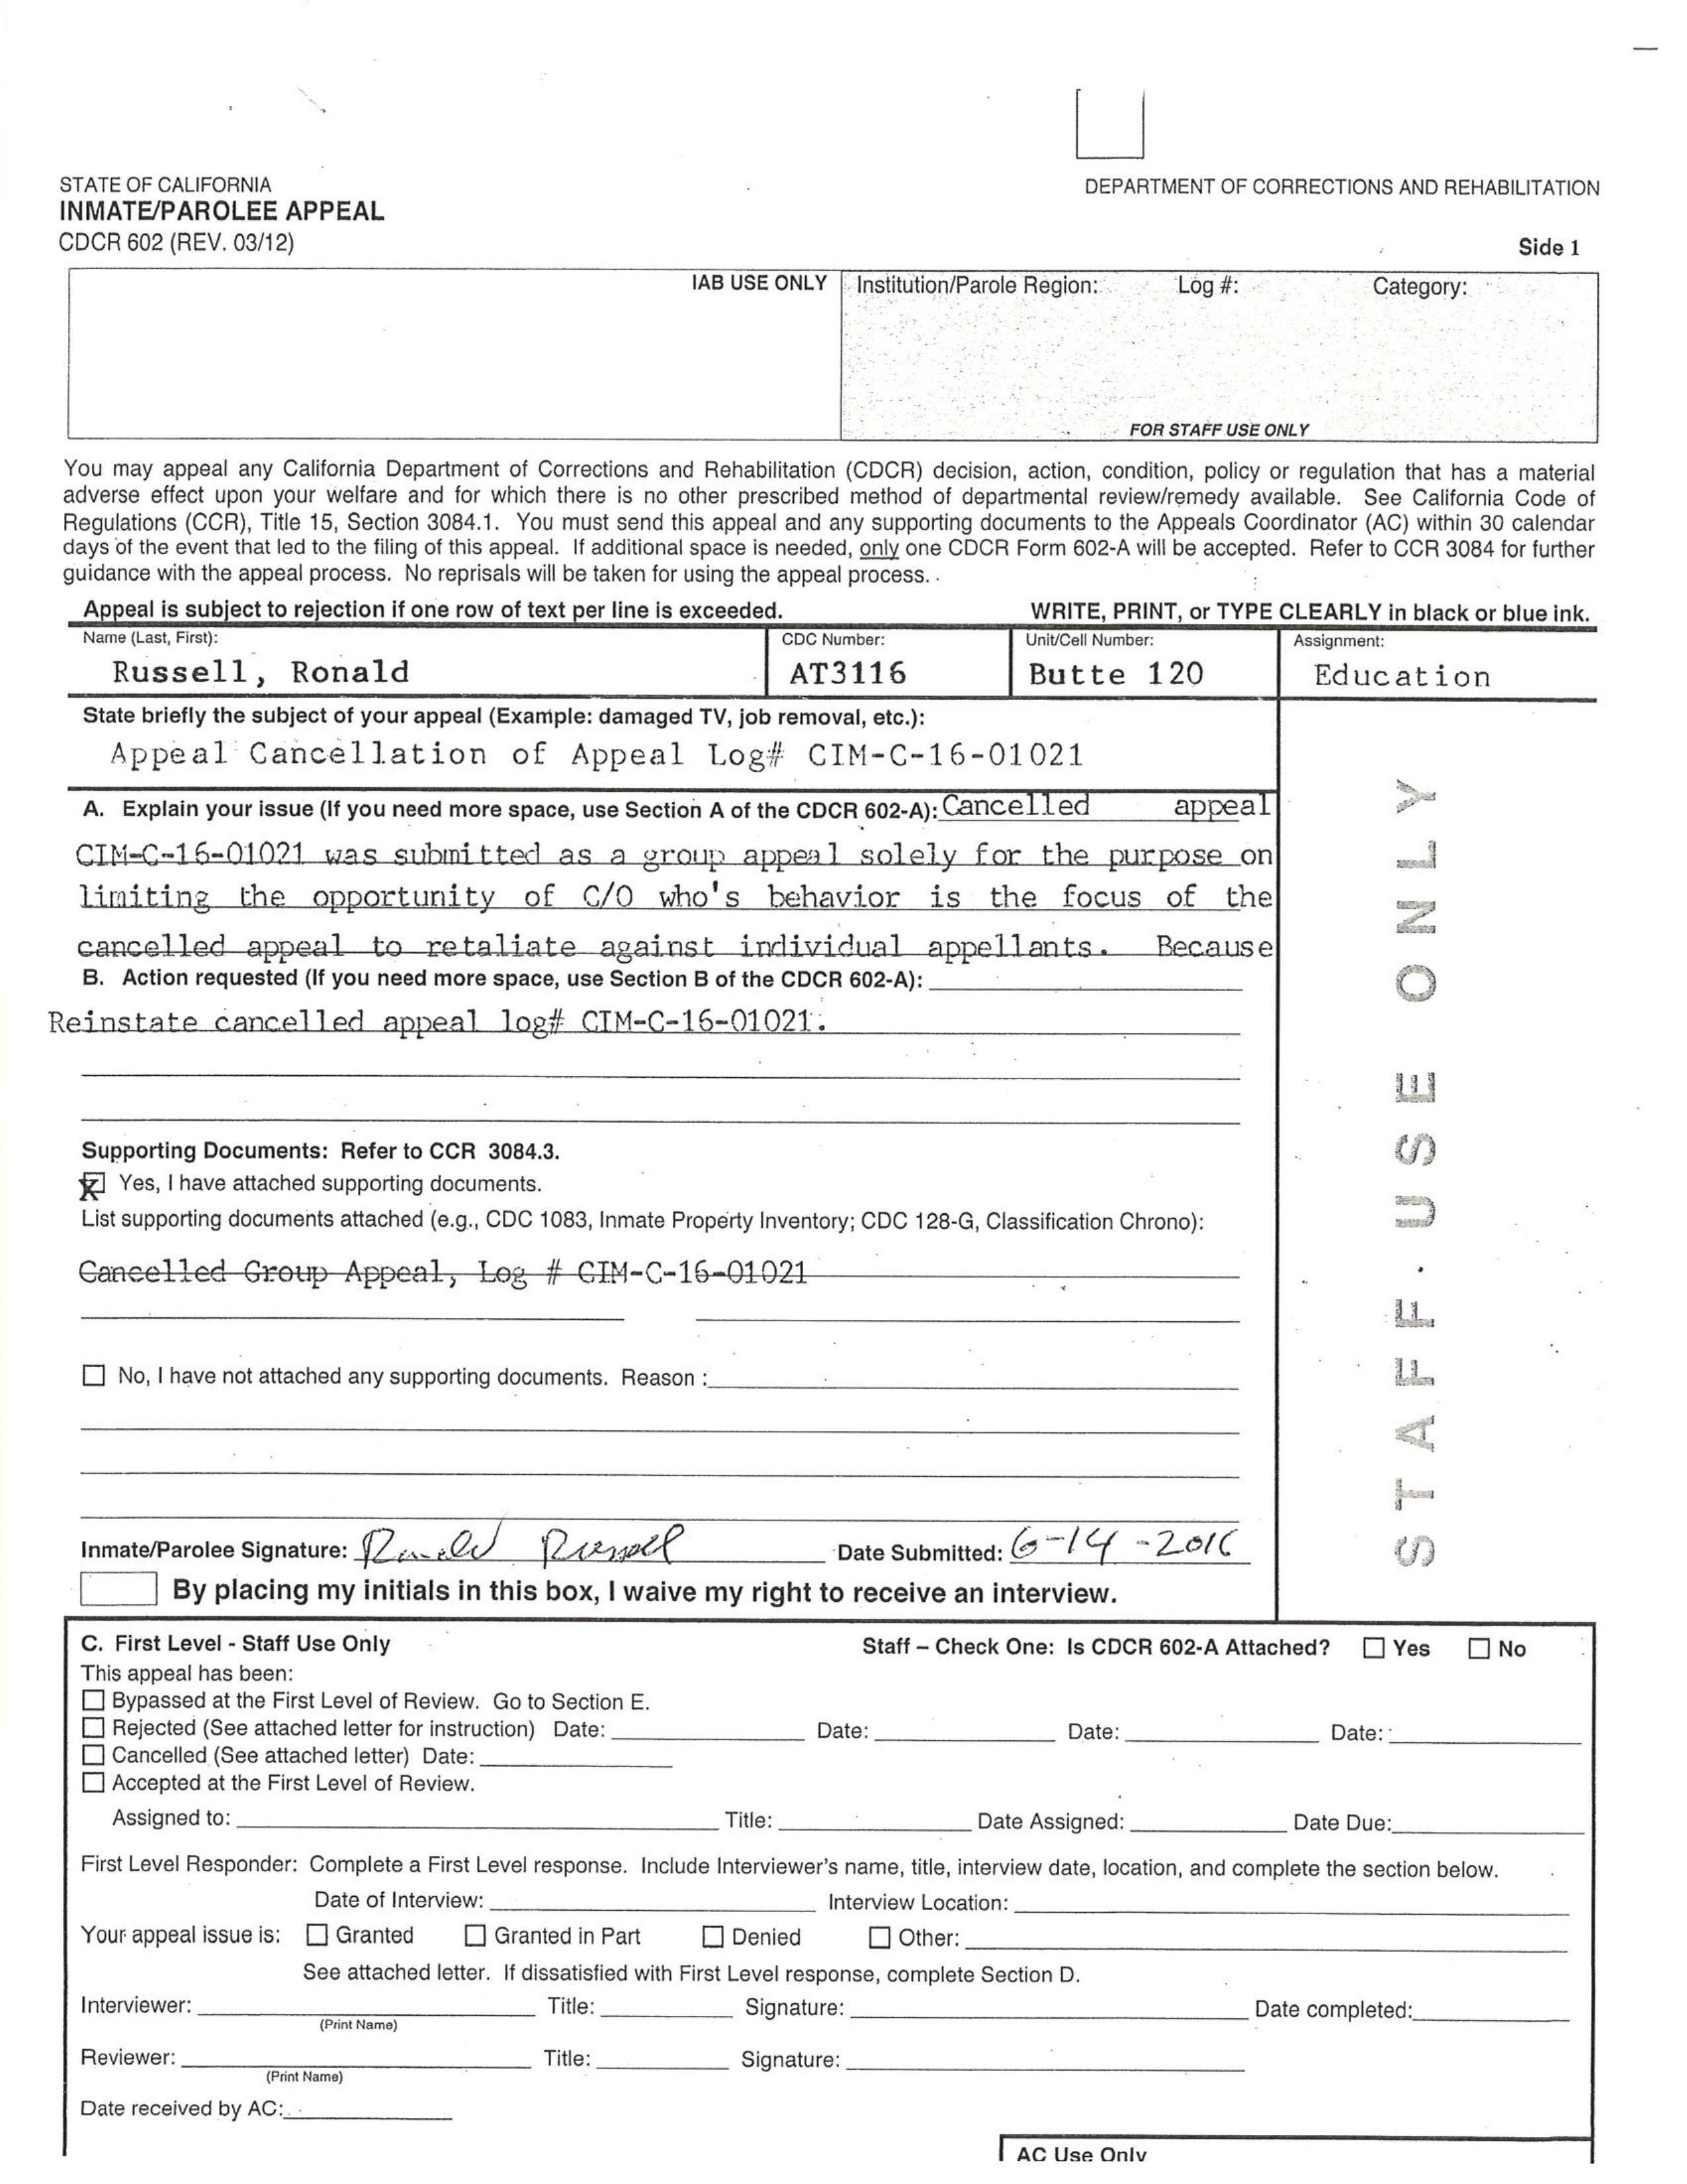 STATE OF CALIFORNIA
DEPARTMENT OF CORRECTIONS AND REHABILITATION
INMATE/PAROLEE APPEAL
CDCR 602 (REV. 03/12)
Side 1
IAB USE ONLY
Institution/Parole Region: Log #: Category:
FOR STAFF USE ONLY
You may appeal any California Department of Corrections and Rehabilitation (CDCR) decision, action, condition, policy or regulation that has a material
adverse effect upon your welfare and for which there is no other prescribed method of departmental review/remedy available. See California Code of
Regulations (CCR), Title 15, Section 3084.1. You must send this appeal and any supporting documents to the Appeals Coordinator (AC) within 30 calendar
days of the event that led to the filing of this appeal. If additional space is needed, only one CDCR Form 602-A will be accepted. Refer to CCR 3084 for further
guidance with the appeal process. No reprisals will be taken for using the appeal process.
Appeal is subject to rejection if one row of text per line is exceeded. WRITE, PRINT, or TYPE CLEARLY in black or blue ink.
Name (Last, First): CDC Number: Unit/Cell Number: Assignment:
Russell, Ronald AT3116 Butte 120 Education
State briefly the subject of your appeal (Example: damaged TV, job removal, etc.):
Appeal Cancellation of Appeal Log# CIM-C-16-01021
A. Explain your issue (If you need more space, use Section A of the CDCR 602-A): Cancelled appeal
CIM-C-16-01021 was submitted as a group appeal solely for the purpose on
limiting the opportunity of C/O who's behavior is the focus of the
cancelled appeal to retaliate against individual appellants. Because
B. Action requested (If you need more space, use Section B of the CDCR 602-A):
Reinstate cancelled appeal log# CIM-C-16-01021.
Supporting Documents: Refer to CCR 3084.3.
Yes, I have attached supporting documents.
List supporting documents attached (e.g., CDC 1083, Inmate Property Inventory; CDC 128-G, Classification Chrono):
Cancelled Group Appeal, Log # CIM-C-16-01021
No, I have not attached any supporting documents. Reason :
Inmate/Parolee Signature: Ronald Russell Date Submitted: 6-14-2016
By placing my initials in this box, I waive my right to receive an interview.
STAFF USE ONLY
C. First Level - Staff Use Only Staff – Check One: Is CDCR 602-A Attached? Yes No
This appeal has been:
Bypassed at the First Level of Review. Go to Section E.
Rejected (See attached letter for instruction) Date: Date: Date: Date:
Cancelled (See attached letter) Date:
Accepted at the First Level of Review.
Assigned to: Title: Date Assigned: Date Due:
First Level Responder: Complete a First Level response. Include Interviewer's name, title, interview date, location, and complete the section below.
Date of Interview: Interview Location:
Your appeal issue is: Granted Granted in Part Denied Other:
See attached letter. If dissatisfied with First Level response, complete Section D.
Interviewer: Title: Signature: Date completed:
(Print Name)
Reviewer: Title: Signature:
(Print Name)
Date received by AC:
AC Use Only